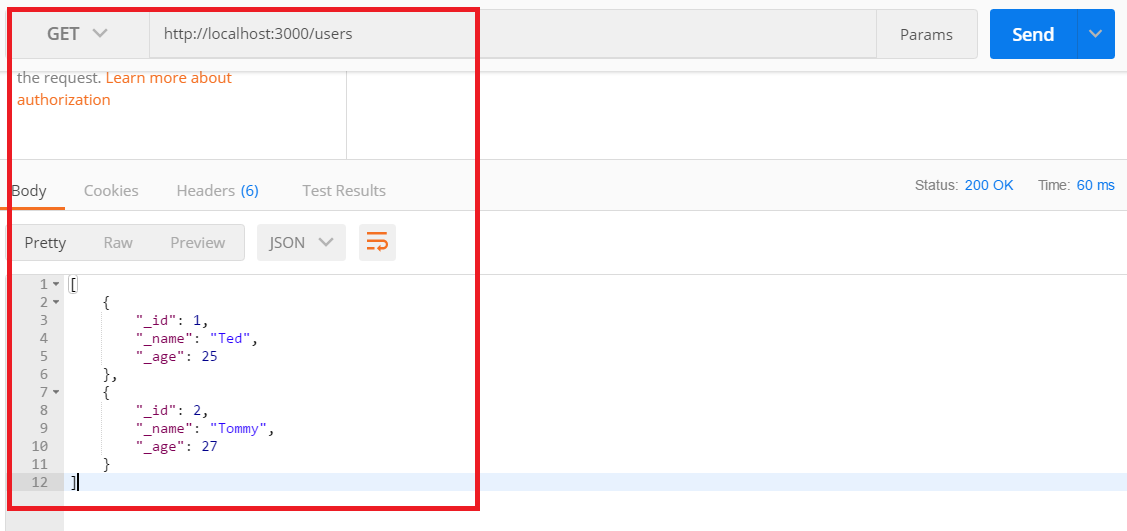 GET http://localhost:3000/users Params Send
the request. Learn more about
authorization
Body Cookies Headers (6) Test Results Status: 200 OK Time: 60 ms
Pretty Raw Preview JSON
1 [
2 {
3 "_id": 1,
4 "_name": "Ted",
5 "_age": 25
6 },
7 {
8 "_id": 2,
9 "_name": "Tommy",
10 "_age": 27
11 }
12 ]